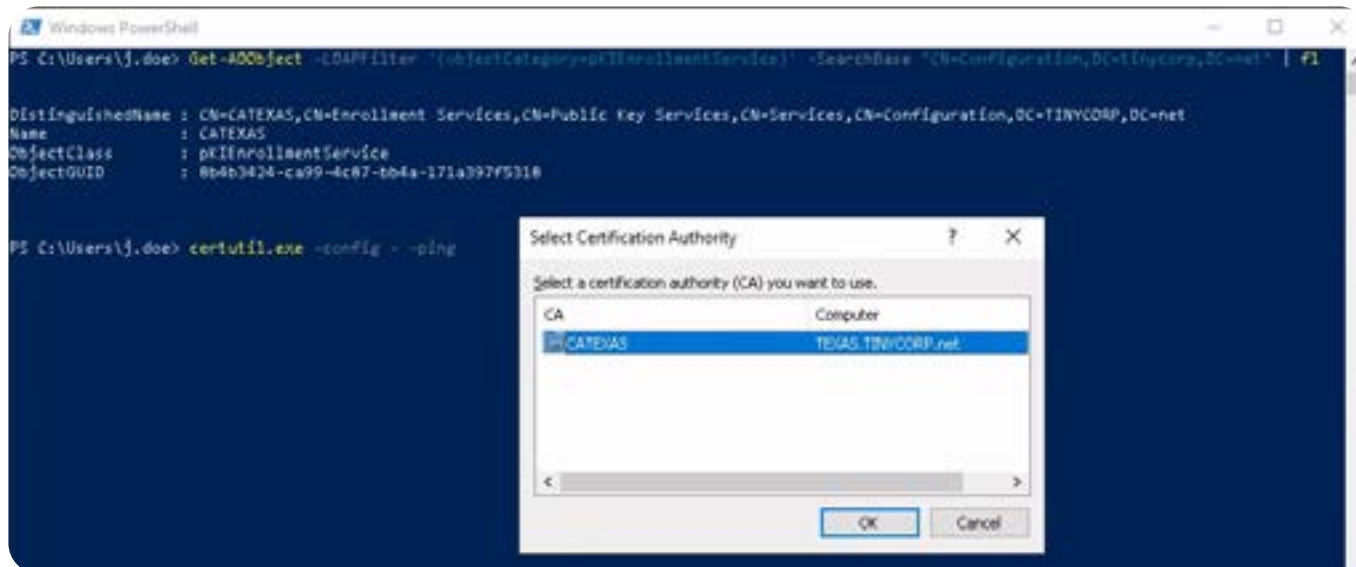 Windows PowerShell
PS C:\Users\j.doe> Get-ADObject -LDAPFilter '(objectCategory=pKIEnrollmentService)' -SearchBase "CN=Configuration,DC=tinycorp,DC=net" | fl
DistinguishedName : CN=CATEXAS,CN=Enrollment Services,CN=Public Key Services,CN=Services,CN=Configuration,DC=TINYCORP,DC=net
Name : CATEXAS
ObjectClass : pKIEnrollmentService
ObjectGUID : 8b4b3424-ca99-4c87-bb4a-171a397f5318
PS C:\Users\j.doe> certutil.exe -config - -ping
Select Certification Authority ? ×
Select a certification authority (CA) you want to use.
CA Computer
CATEXAS TEXAS.TINYCORP.net
OK Cancel